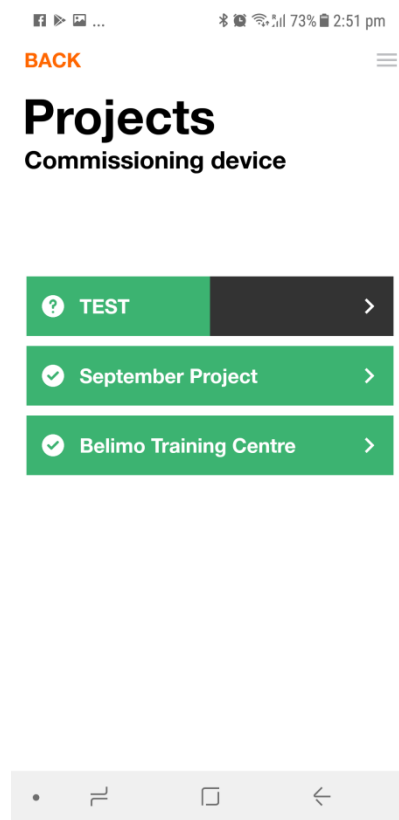 ... 73% 2:51 pm
BACK
Projects
Commissioning device
TEST
September Project
Belimo Training Centre